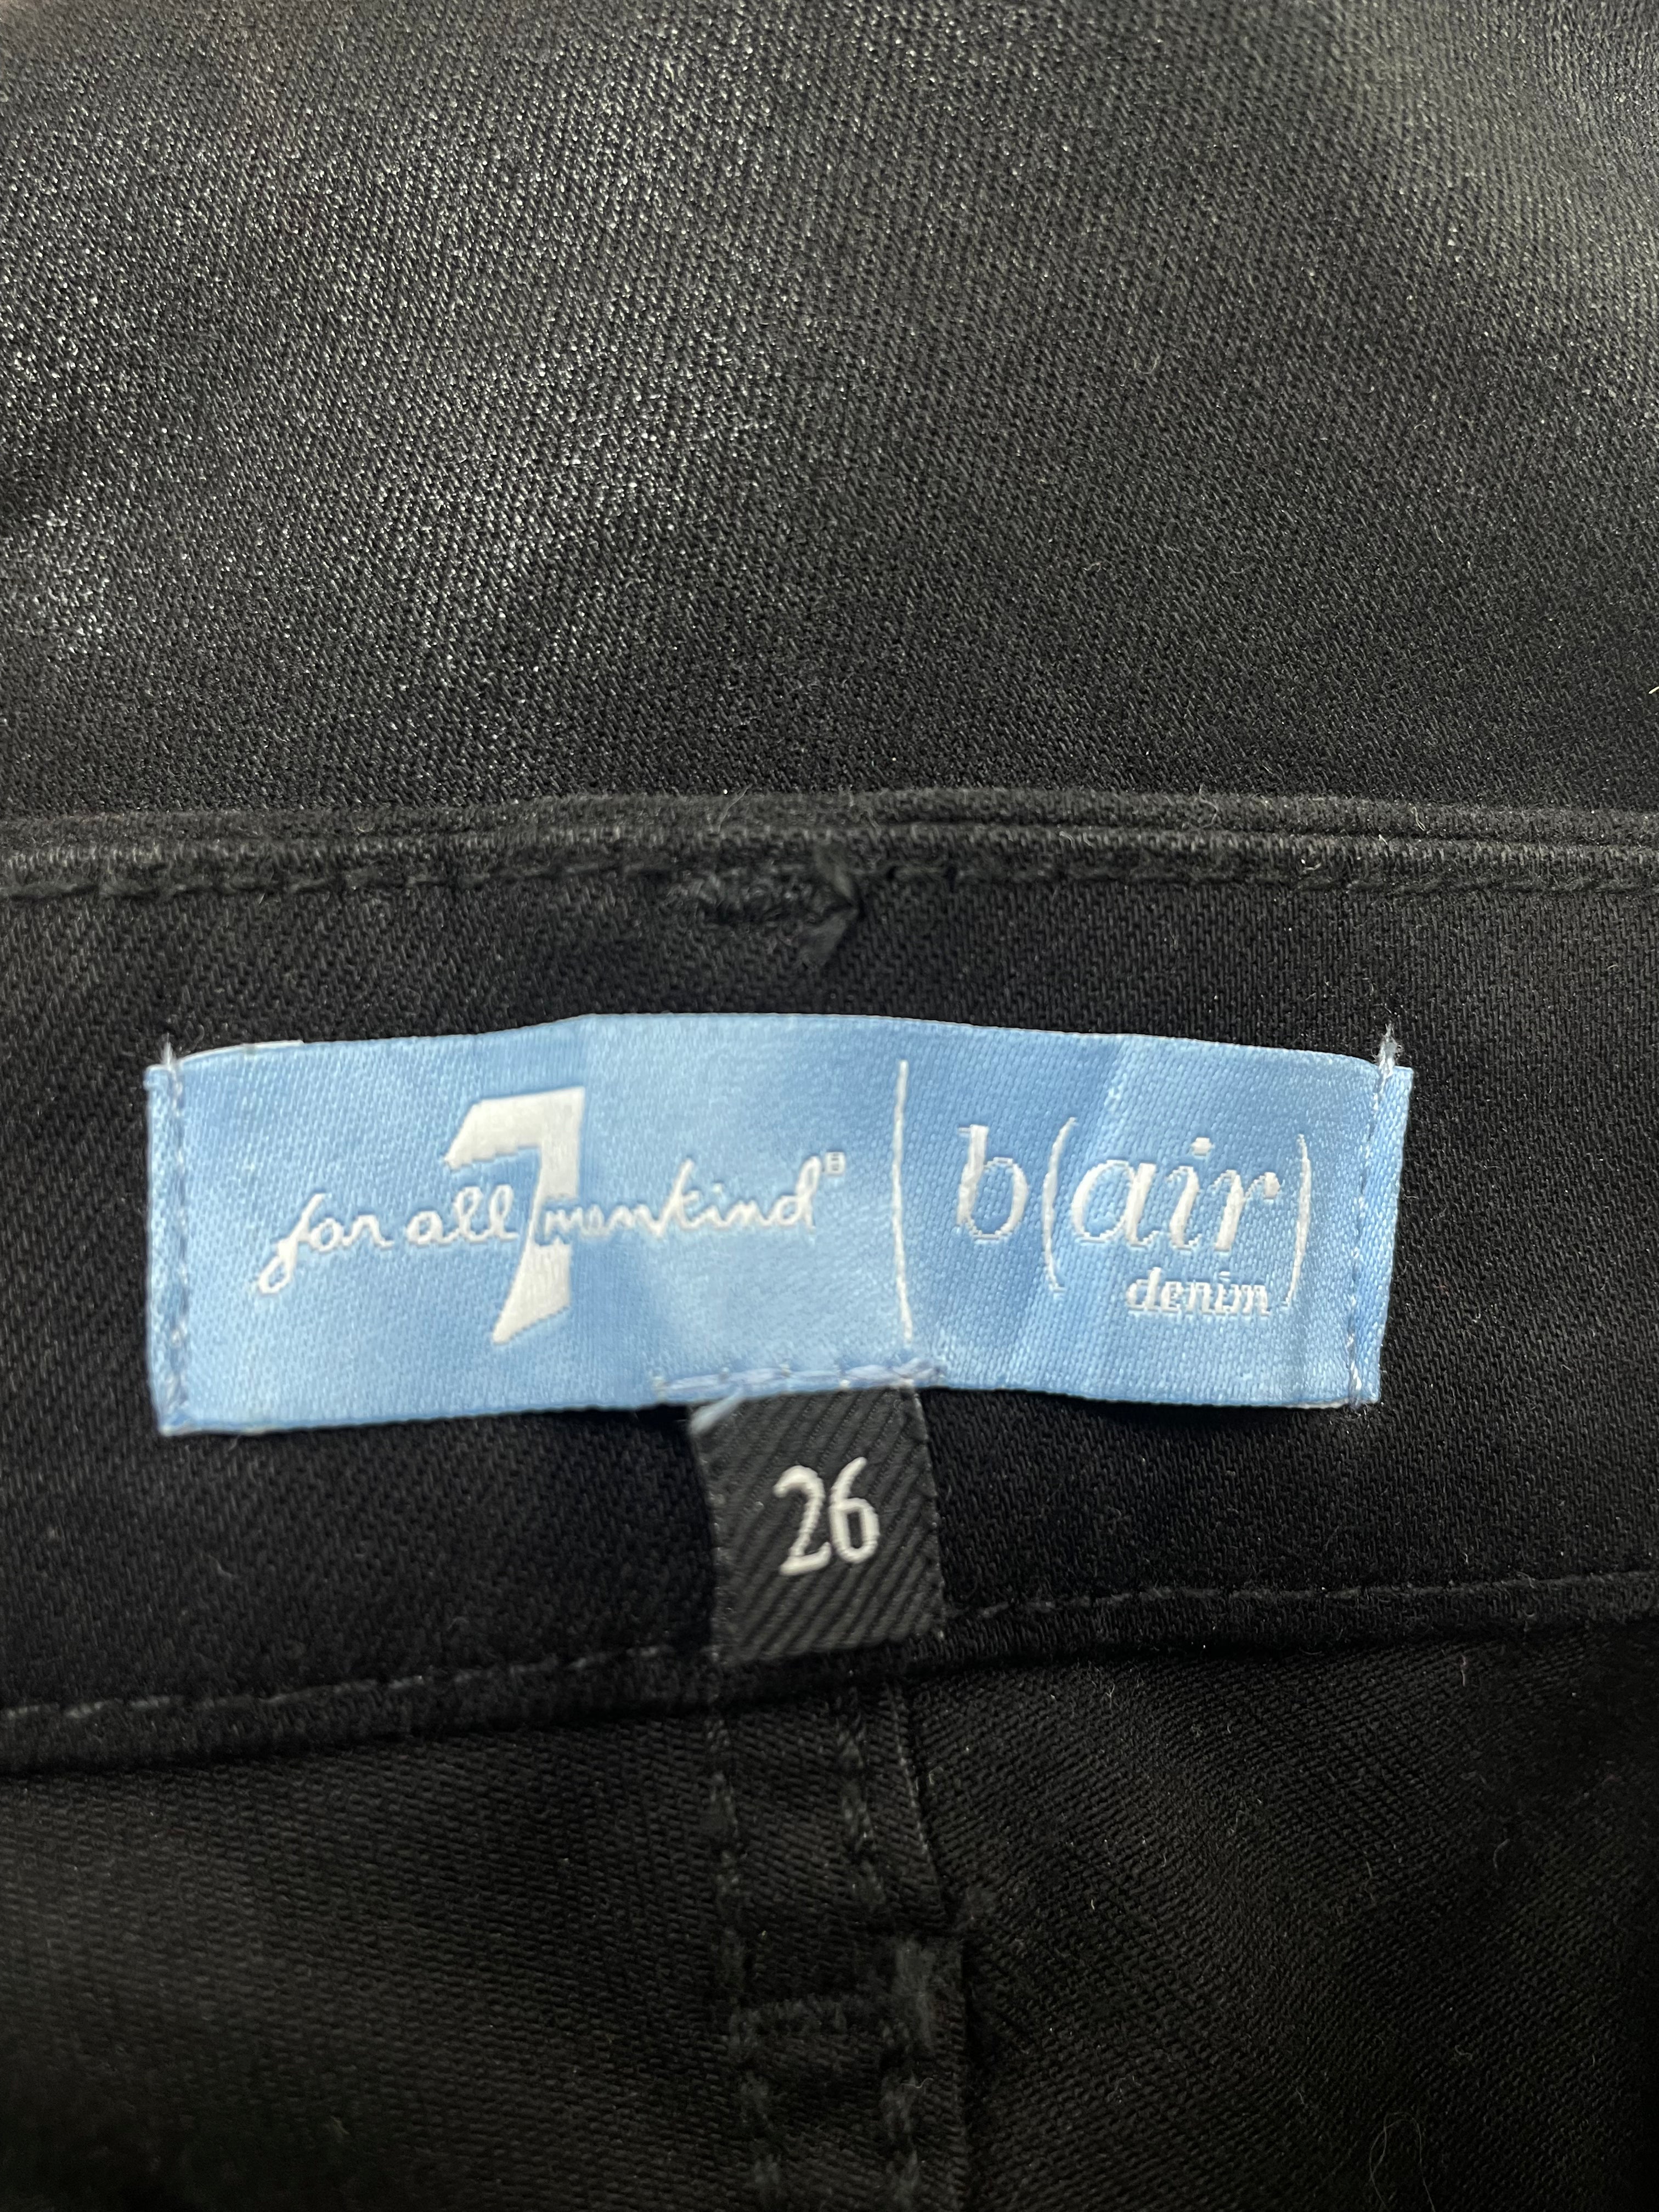 7
for all mankind®
b(air)
denim
26